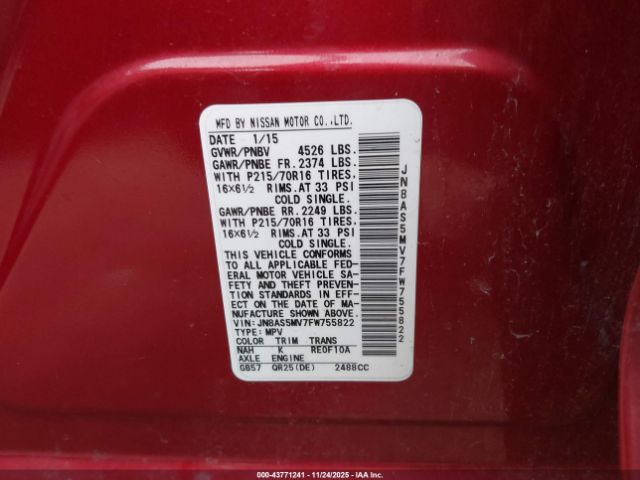 MFD BY NISSAN MOTOR CO.,LTD.
DATE 1/15
GVWR/PNBV 4526 LBS.
GAWR/PNBE FR. 2374 LBS.
WITH P215/70R16 TIRES,
16X6½ RIMS.AT 33 PSI
COLD SINGLE.
GAWR/PNBE RR. 2249 LBS.
WITH P215/70R16 TIRES,
16X6½ RIMS.AT 33 PSI
COLD SINGLE.
THIS VEHICLE CONFORMS
TO ALL APPLICABLE FED-
ERAL MOTOR VEHICLE SA-
FETY AND THEFT PREVEN-
TION STANDARDS IN EFF-
ECT ON THE DATE OF MA-
NUFACTURE SHOWN ABOVE.
VIN: JN8AS5MV7FW755822
TYPE: MPV
COLOR TRIM TRANS
NAH K RE0F10A
AXLE ENGINE
GB57 QR25(DE) 2488CC
JN8AS5MV7FW755822
000-43771241 - 11/24/2025 - IAAI.COM